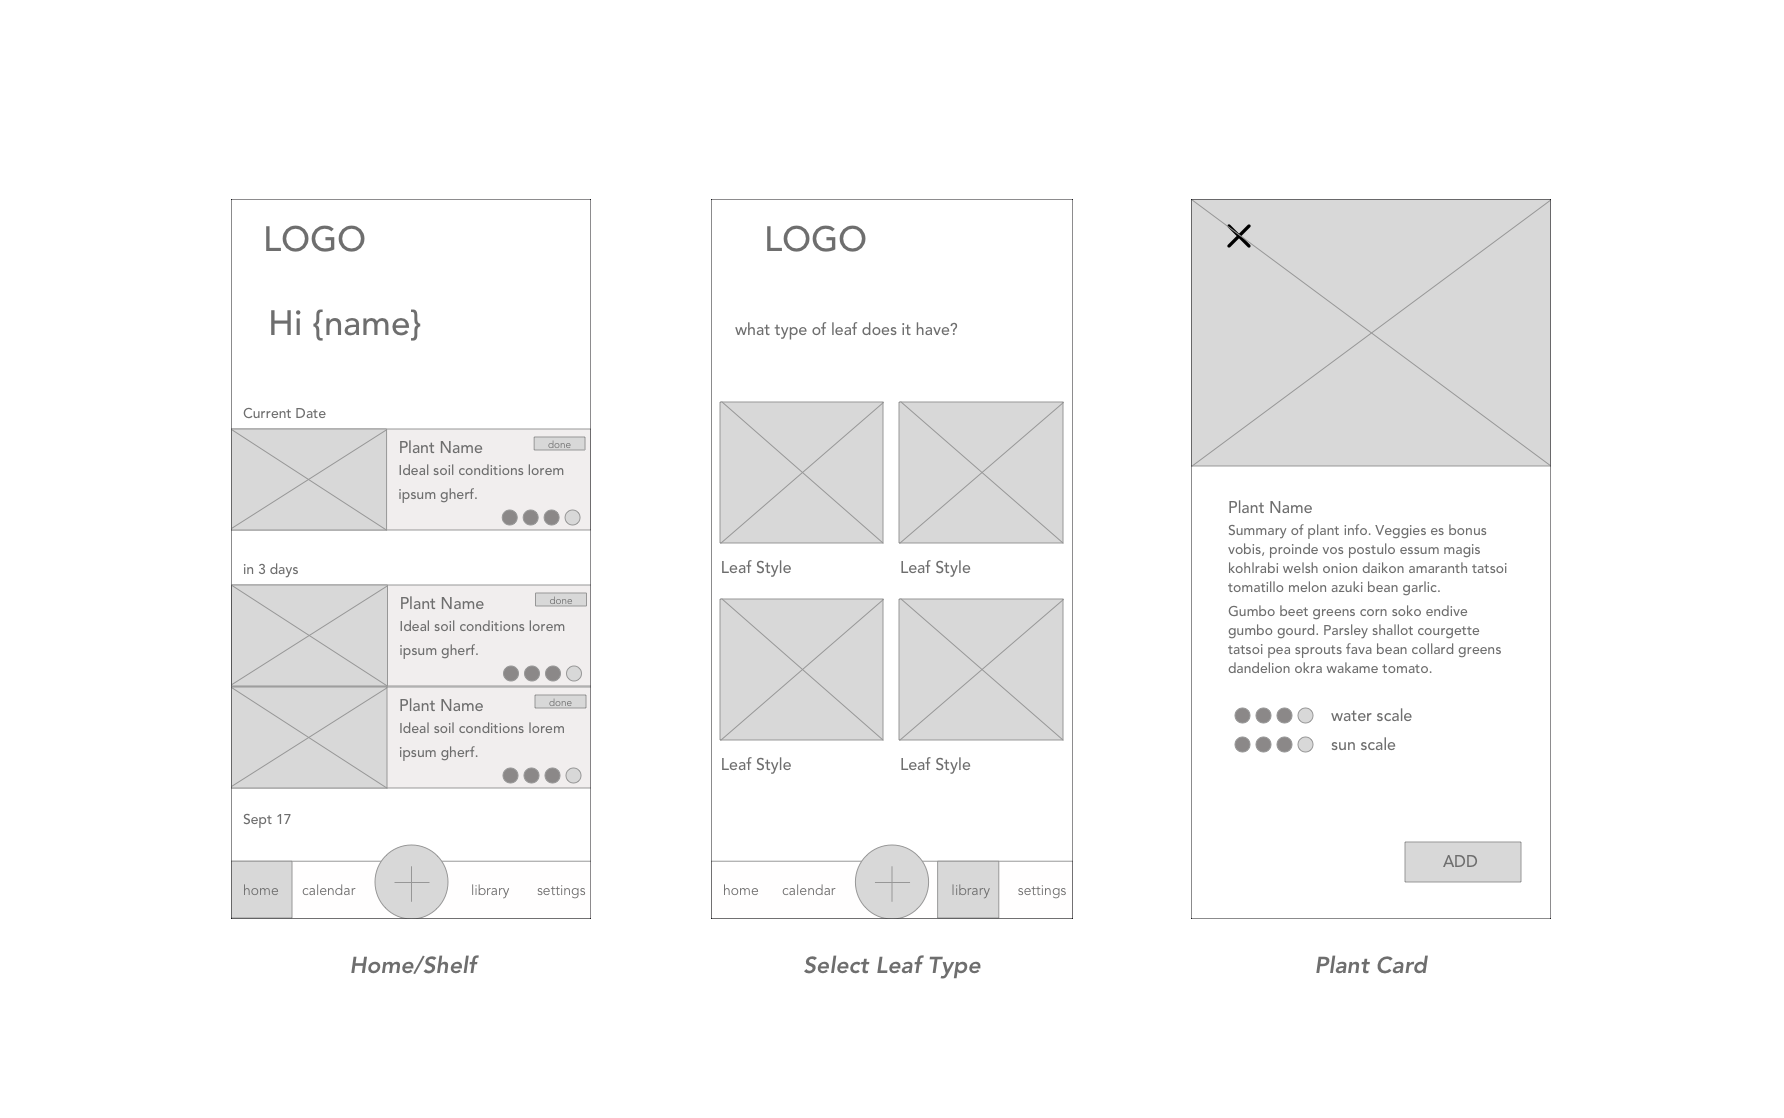 LOGO
Hi {name}
Current Date
Plant Name
done
Ideal soil conditions lorem
ipsum gherf.
in 3 days
Plant Name
done
Ideal soil conditions lorem
ipsum gherf.
Plant Name
done
Ideal soil conditions lorem
ipsum gherf.
Sept 17
home
calendar
library
settings
Home/Shelf
LOGO
what type of leaf does it have?
Leaf Style
Leaf Style
Leaf Style
Leaf Style
home
calendar
library
settings
Select Leaf Type
Plant Name
Summary of plant info. Veggies es bonus
vobis, proinde vos postulo essum magis
kohlrabi welsh onion daikon amaranth tatsoi
tomatillo melon azuki bean garlic.
Gumbo beet greens corn soko endive
gumbo gourd. Parsley shallot courgette
tatsoi pea sprouts fava bean collard greens
dandelion okra wakame tomato.
water scale
sun scale
ADD
Plant Card